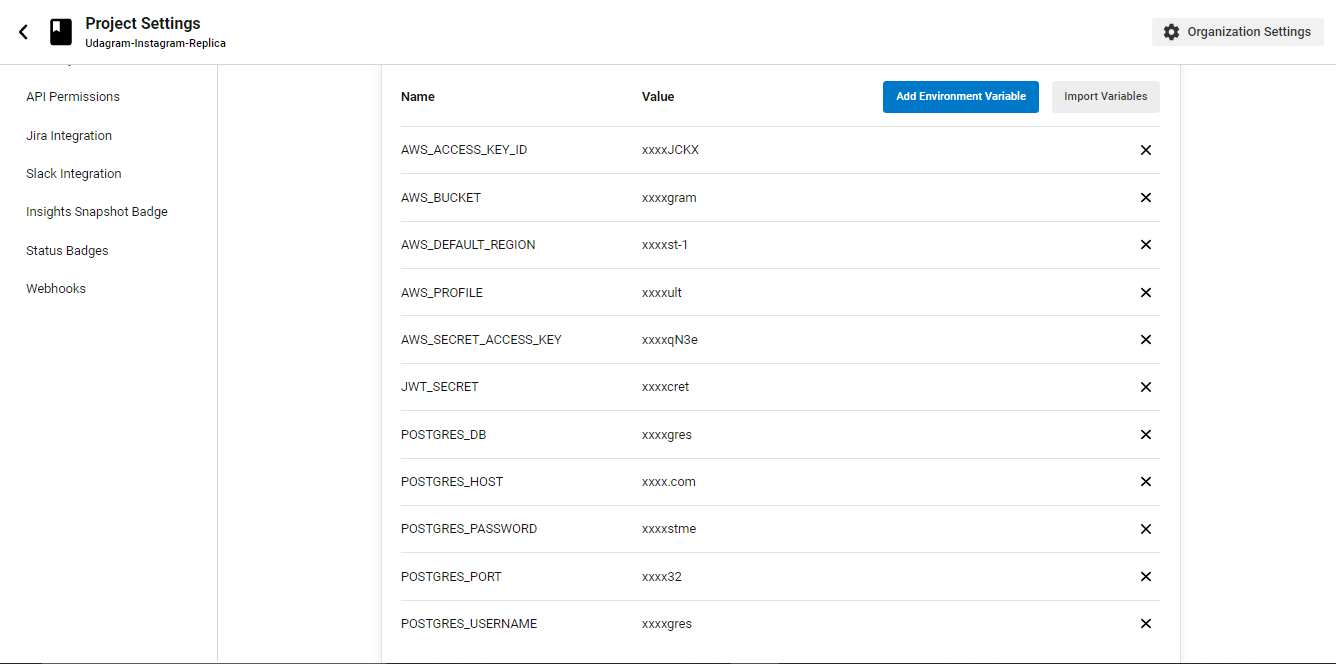 Project Settings
Udagram-Instagram-Replica
Organization Settings
API Permissions
Jira Integration
Slack Integration
Insights Snapshot Badge
Status Badges
Webhooks
Name Value Add Environment Variable Import Variables
AWS_ACCESS_KEY_ID xxxxJCKX
AWS_BUCKET xxxxgram
AWS_DEFAULT_REGION xxxxst-1
AWS_PROFILE xxxxult
AWS_SECRET_ACCESS_KEY xxxxqN3e
JWT_SECRET xxxxcret
POSTGRES_DB xxxxgres
POSTGRES_HOST xxxx.com
POSTGRES_PASSWORD xxxxstme
POSTGRES_PORT xxxx32
POSTGRES_USERNAME xxxxgres